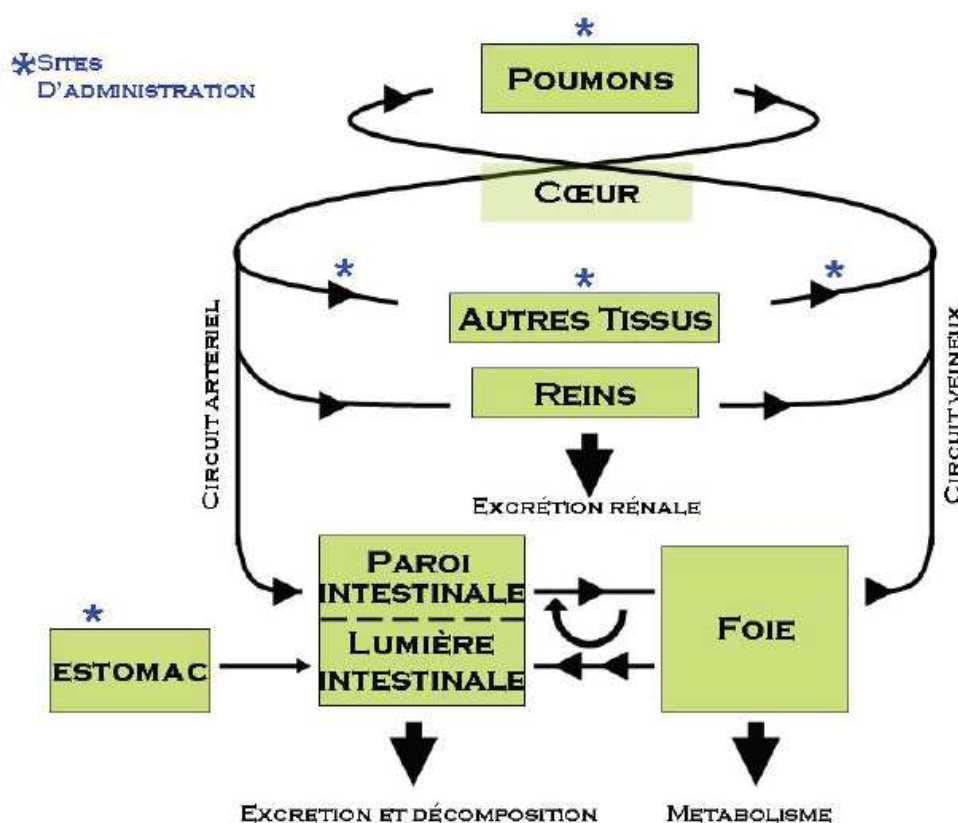 *
*SITES
D'ADMINISTRATION
POUMONS
CŒUR
*
*
*
AUTRES TISSUS
REINS
CIRCUIT ARTERIEL
CIRCUIT VEINEUX
EXCRÉTION RÉNALE
PAROI
INTESTINALE
LUMIÈRE
INTESTINALE
FOIE
*
ESTOMAC
EXCRETION ET DÉCOMPOSITION
METABOLISME